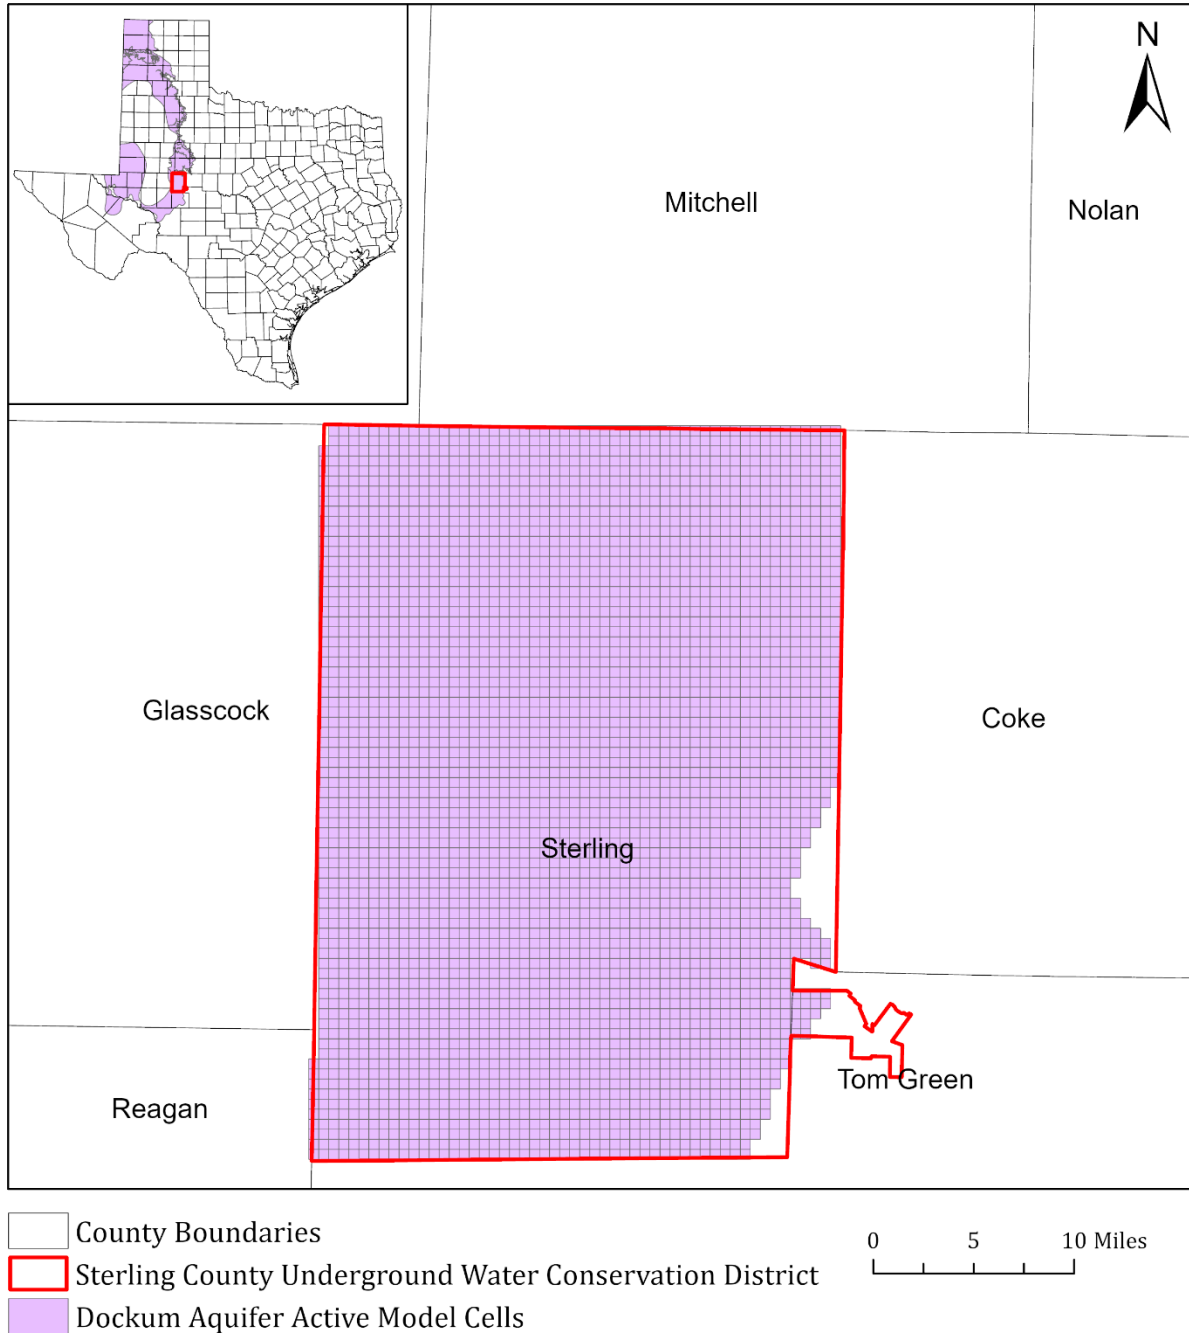 N
Mitchell
Nolan
Glasscock
Coke
Sterling
Tom Green
Reagan
County Boundaries
Sterling County Underground Water Conservation District
Dockum Aquifer Active Model Cells
0 5 10 Miles